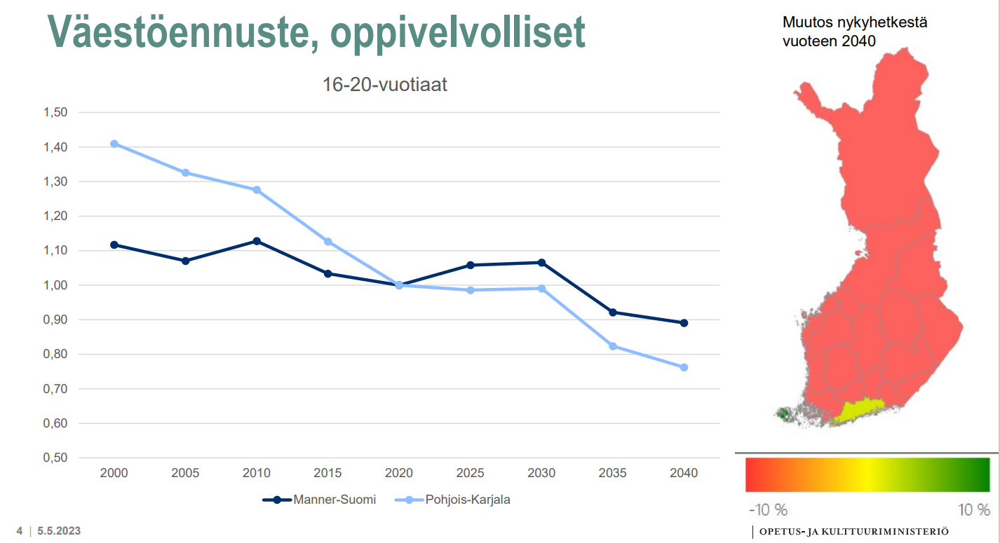 Väestöennuste, oppivelvolliset
16-20-vuotiaat
1,50
1,40
1,30
1,20
1,10
1,00
0,90
0,80
0,70
0,60
0,50
2000 2005 2010 2015 2020 2025 2030 2035 2040
Manner-Suomi Pohjois-Karjala
Muutos nykyhetkestä
vuoteen 2040
-10 % 10 %
4 | 5.5.2023
OPETUS- JA KULTTUURIMINISTERIÖ